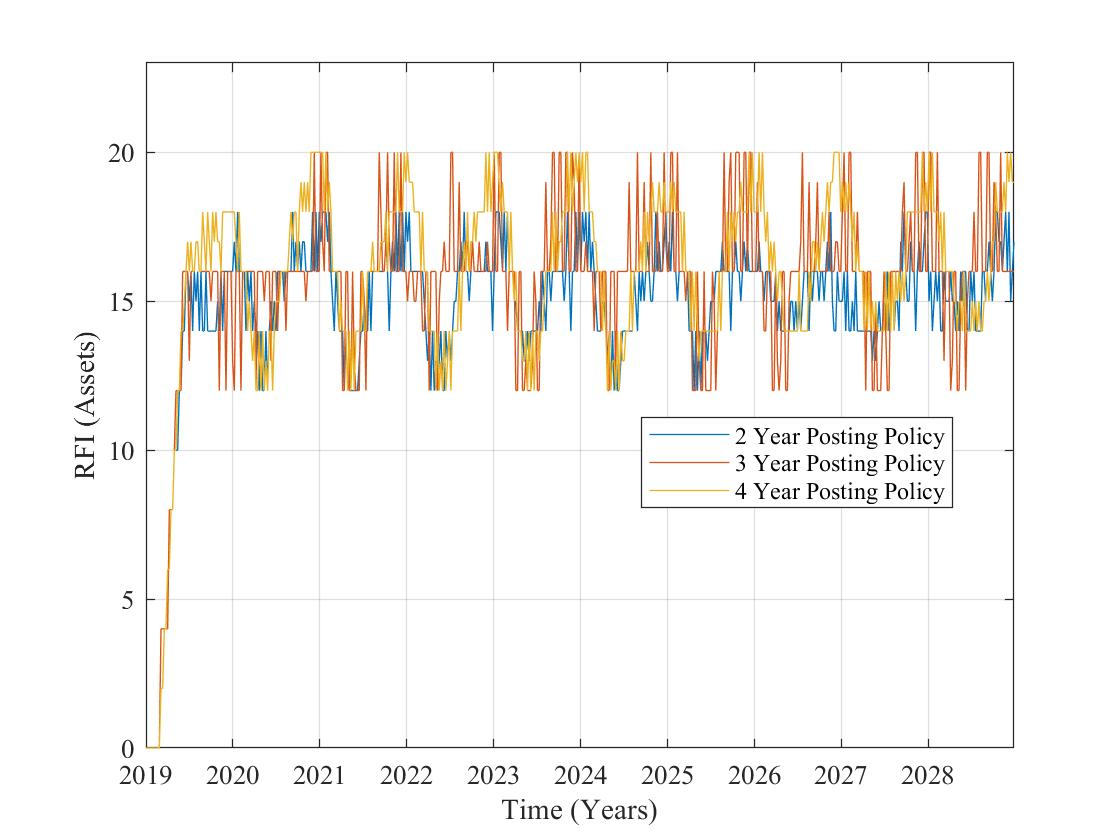 RFI (Assets)
20
15
10
5
0
2 Year Posting Policy
3 Year Posting Policy
4 Year Posting Policy
2019 2020 2021 2022 2023 2024 2025 2026 2027 2028
Time (Years)